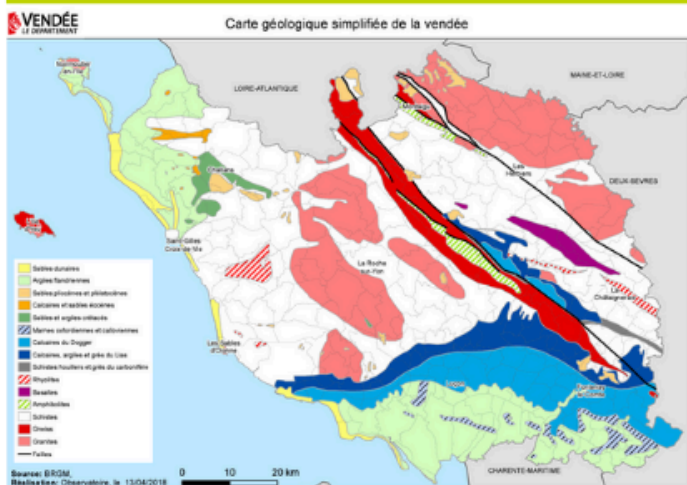 VENDÉE
LE DÉPARTEMENT
Carte géologique simplifiée de la vendée
LOIRE-ATLANTIQUE
MAINE-ET-LOIRE
Montaigu
Challans
Les Herbiers
DEUX-SEVRES
Saint Gilles
Croix de Vie
La Roche
sur-Yon
La
Châtaigneraie
Les Sables
d'Olonne
Luçon
Fontenay
le Comte
CHARENTE-MARITIME
Sables dunaires
Argiles flandriennes
Sables pliocènes et pléistocènes
Calcaires et sables éocènes
Sables et argiles crétacés
Marnes oxfordiennes et calloviennes
Calcaires du Dogger
Calcaires, argiles et grès du Lias
Schistes houillers et grès du carbonifère
Rhyolites
Basaltes
Amphibolites
Schistes
Gneiss
Granites
Failles
Source: BRGM,
Réalisation: Observatoire, le 13/04/2018
0 10 20 km